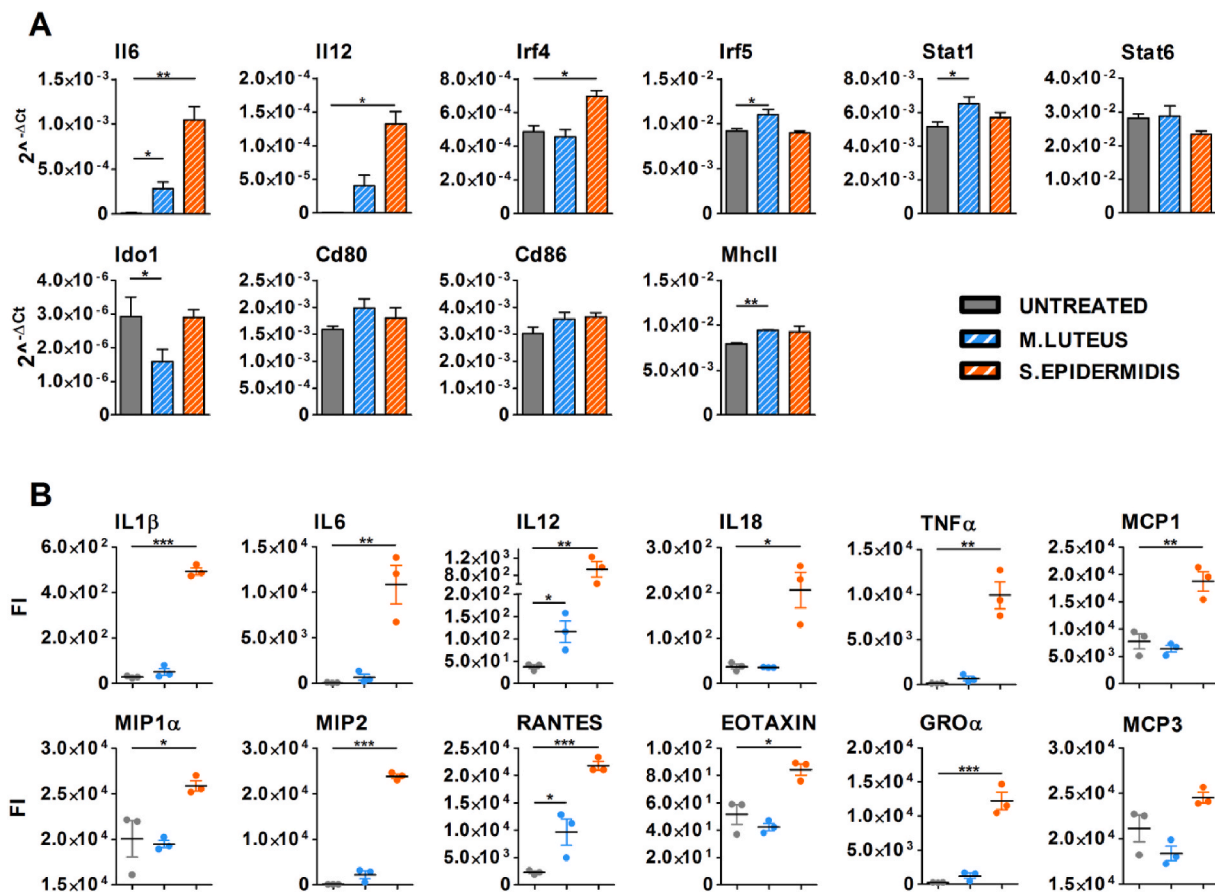 A
Il6 Il12 Irf4 Irf5 Stat1 Stat6
2^-ΔCt
** * * * * *
1.5×10⁻³ 2.0×10⁻⁴ 8.0×10⁻⁴ 1.5×10⁻² 8.0×10⁻³ 4.0×10⁻²
1.0×10⁻³ 1.5×10⁻⁴ 6.0×10⁻⁴ 1.0×10⁻² 6.0×10⁻³ 3.0×10⁻²
5.0×10⁻⁴ 1.0×10⁻⁴ 4.0×10⁻⁴ 5.0×10⁻³ 4.0×10⁻³ 2.0×10⁻²
5.0×10⁻⁵ 2.0×10⁻⁴ 2.0×10⁻³ 1.0×10⁻²
0 0 0 0 0 0
Ido1 Cd80 Cd86 MhcII
2^-ΔCt
* **
4.0×10⁻⁶ 2.5×10⁻³ 5.0×10⁻³ 1.5×10⁻²
3.0×10⁻⁶ 2.0×10⁻³ 4.0×10⁻³ 1.0×10⁻²
2.0×10⁻⁶ 1.5×10⁻³ 3.0×10⁻³ 5.0×10⁻²
1.0×10⁻⁶ 1.0×10⁻³ 2.0×10⁻³
5.0×10⁻⁴ 1.0×10⁻³
0 0 0 0
UNTREATED
M.LUTEUS
S.EPIDERMIDIS
B
IL1β IL6 IL12 IL18 TNFα MCP1
FI
*** ** ** * * ** **
6.0×10² 1.5×10⁴ 1.2×10³ 3.0×10² 1.5×10⁴ 2.5×10⁴
4.0×10² 1.0×10⁴ 8.0×10² 2.0×10² 1.0×10⁴ 2.0×10⁴
2.0×10² 5.0×10³ 2.0×10² 1.0×10² 5.0×10³ 1.5×10⁴
1.5×10² 1.0×10⁴
1.0×10² 5.0×10³
5.0×10¹
0 0 0 0 0 0
MIP1α MIP2 RANTES EOTAXIN GROα MCP3
FI
* *** *** * * ***
3.0×10⁴ 3.0×10⁴ 2.5×10⁴ 1.0×10² 2.0×10⁴ 3.0×10⁴
2.5×10⁴ 2.0×10⁴ 2.0×10⁴ 8.0×10¹ 1.5×10⁴ 2.5×10⁴
2.0×10⁴ 1.0×10⁴ 1.5×10⁴ 6.0×10¹ 1.0×10⁴ 2.0×10⁴
1.5×10⁴ 0 1.0×10⁴ 4.0×10¹ 5.0×10³ 1.5×10⁴
5.0×10³ 2.0×10¹
0 0 0